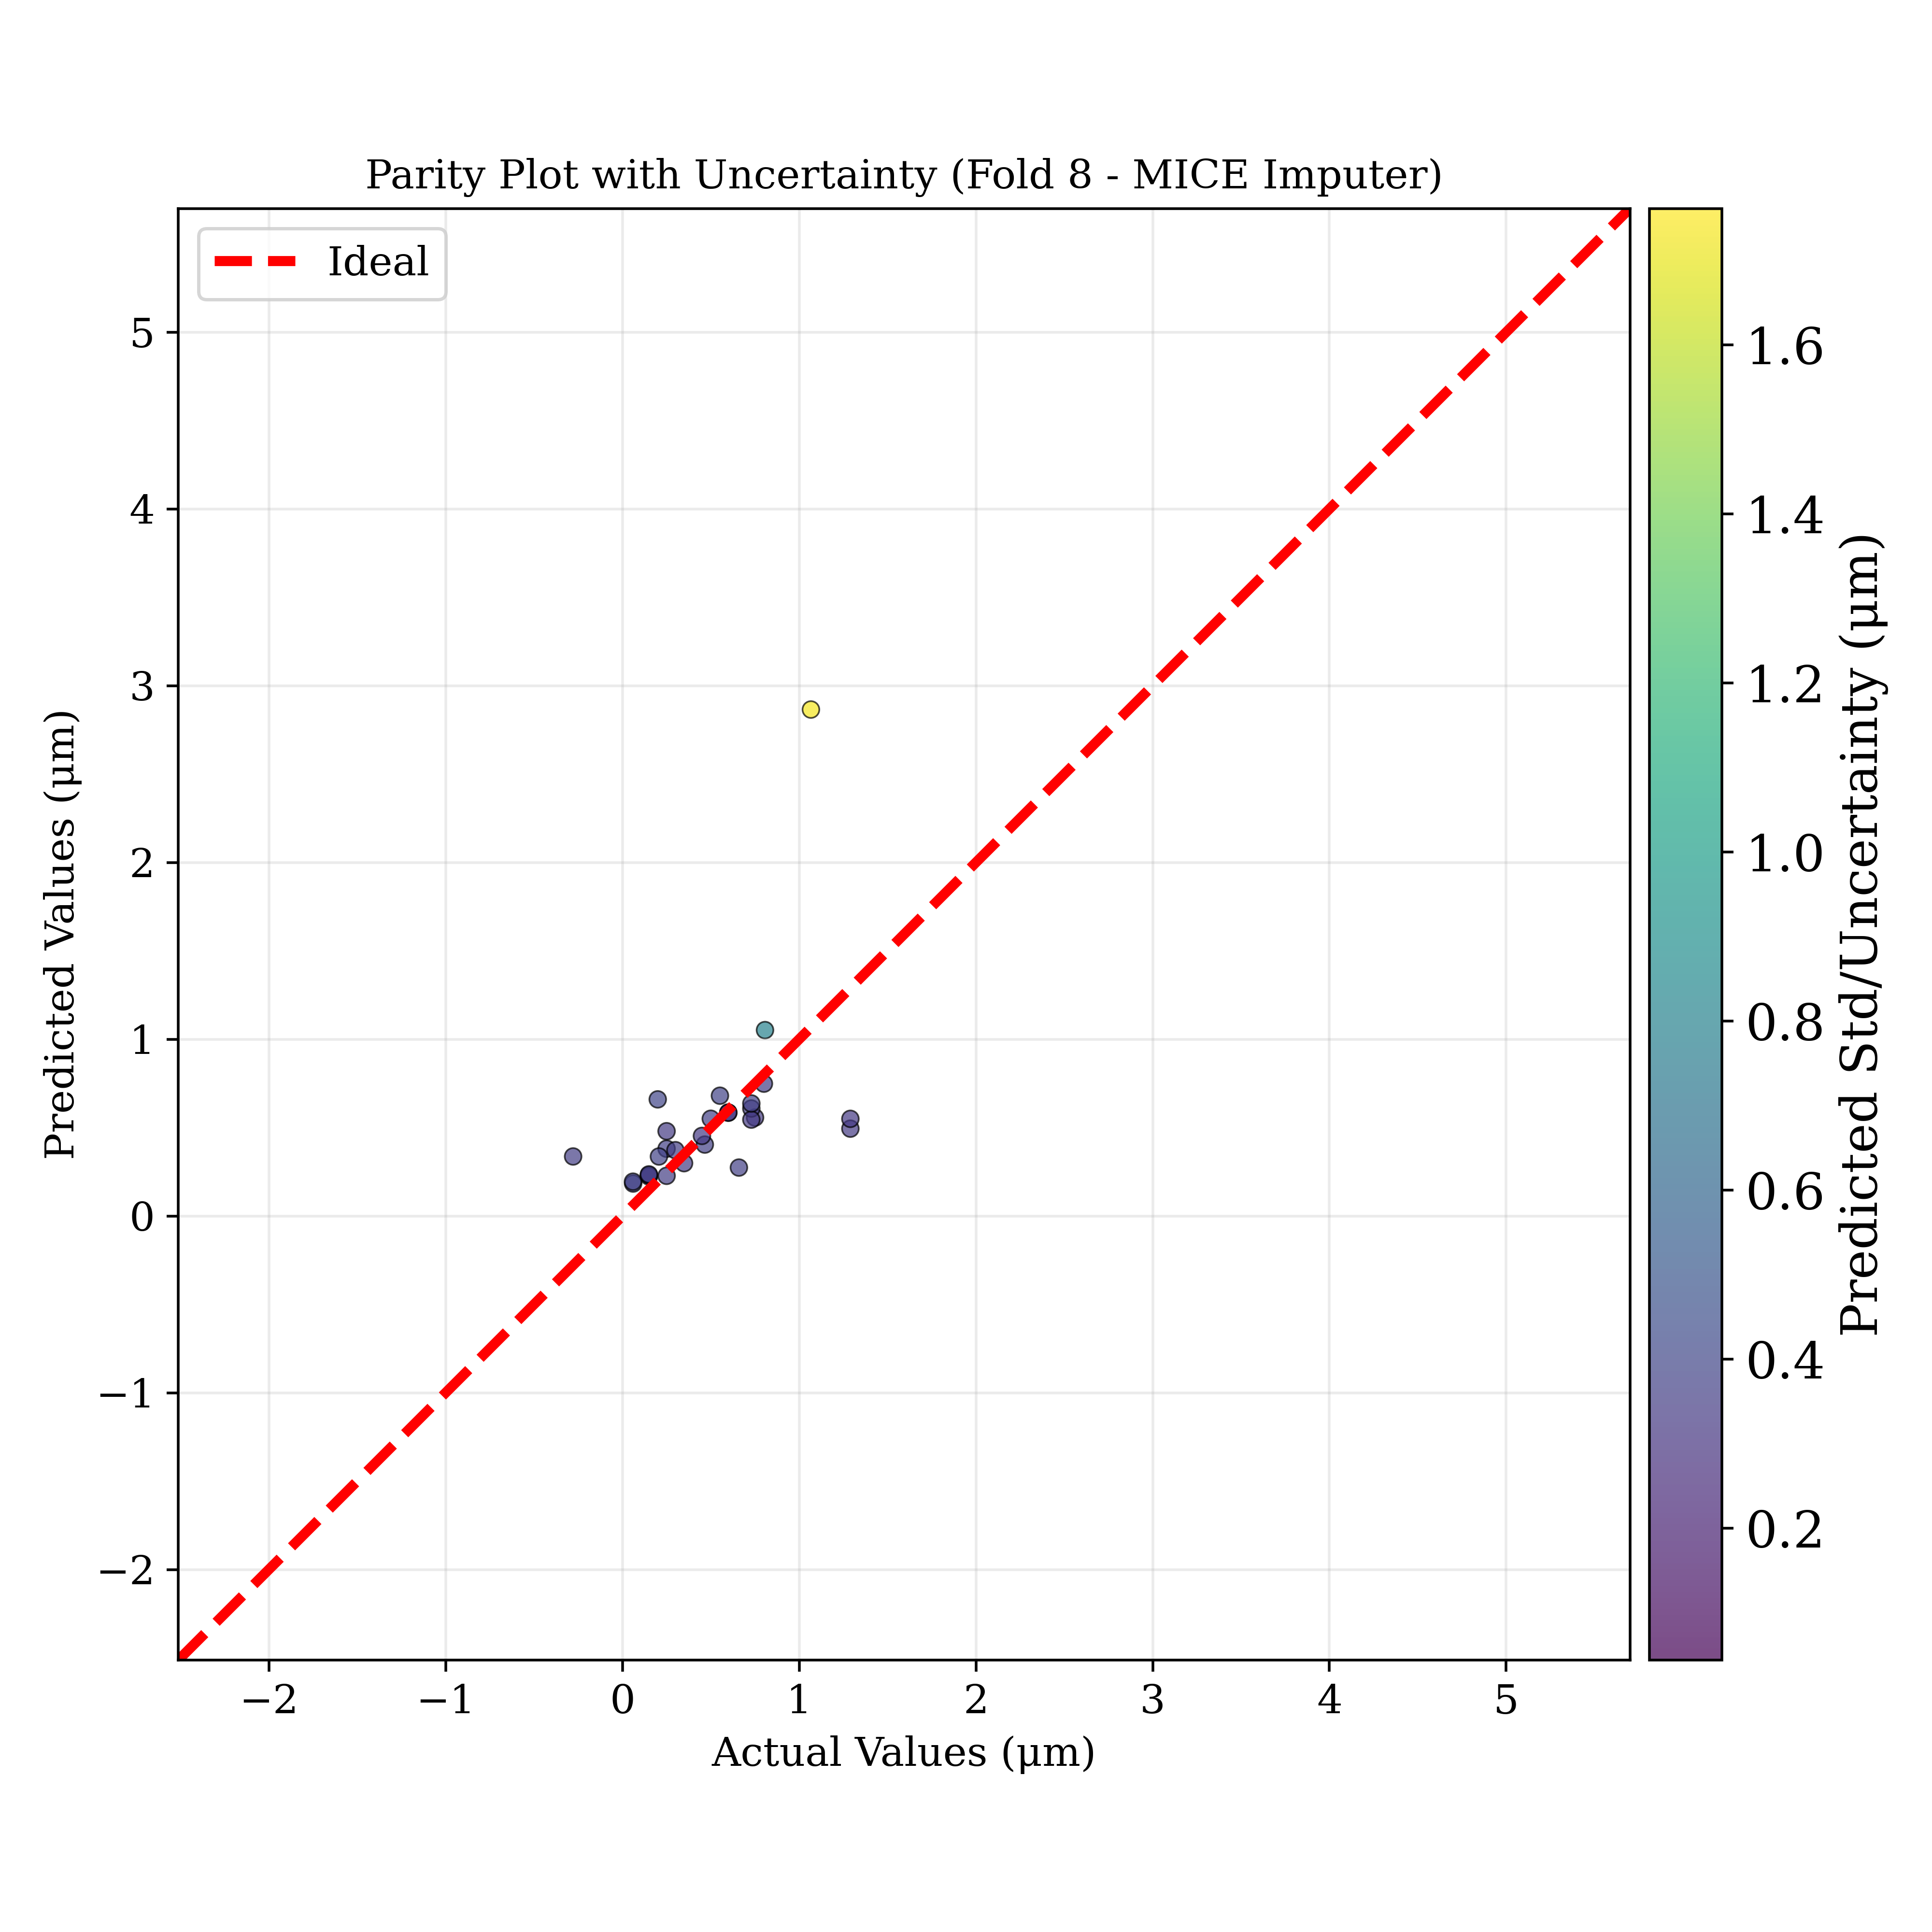 Parity Plot with Uncertainty (Fold 8 - MICE Imputer)
Ideal
5
4
3
2
1
0
−1
−2
Predicted Values (µm)
−2 −1 0 1 2 3 4 5
Actual Values (µm)
1.6
1.4
1.2
1.0
0.8
0.6
0.4
0.2
Predicted Std/Uncertainty (µm)